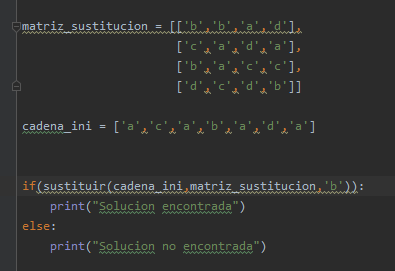 matriz_sustitucion = [['b','b','a','d'],
['c','a','d','a'],
['b','a','c','c'],
['d','c','d','b']]
cadena_ini = ['a','c','a','b','a','d','a']
if(sustituir(cadena_ini,matriz_sustitucion,'b')):
print("Solucion encontrada")
else:
print("Solucion no encontrada")